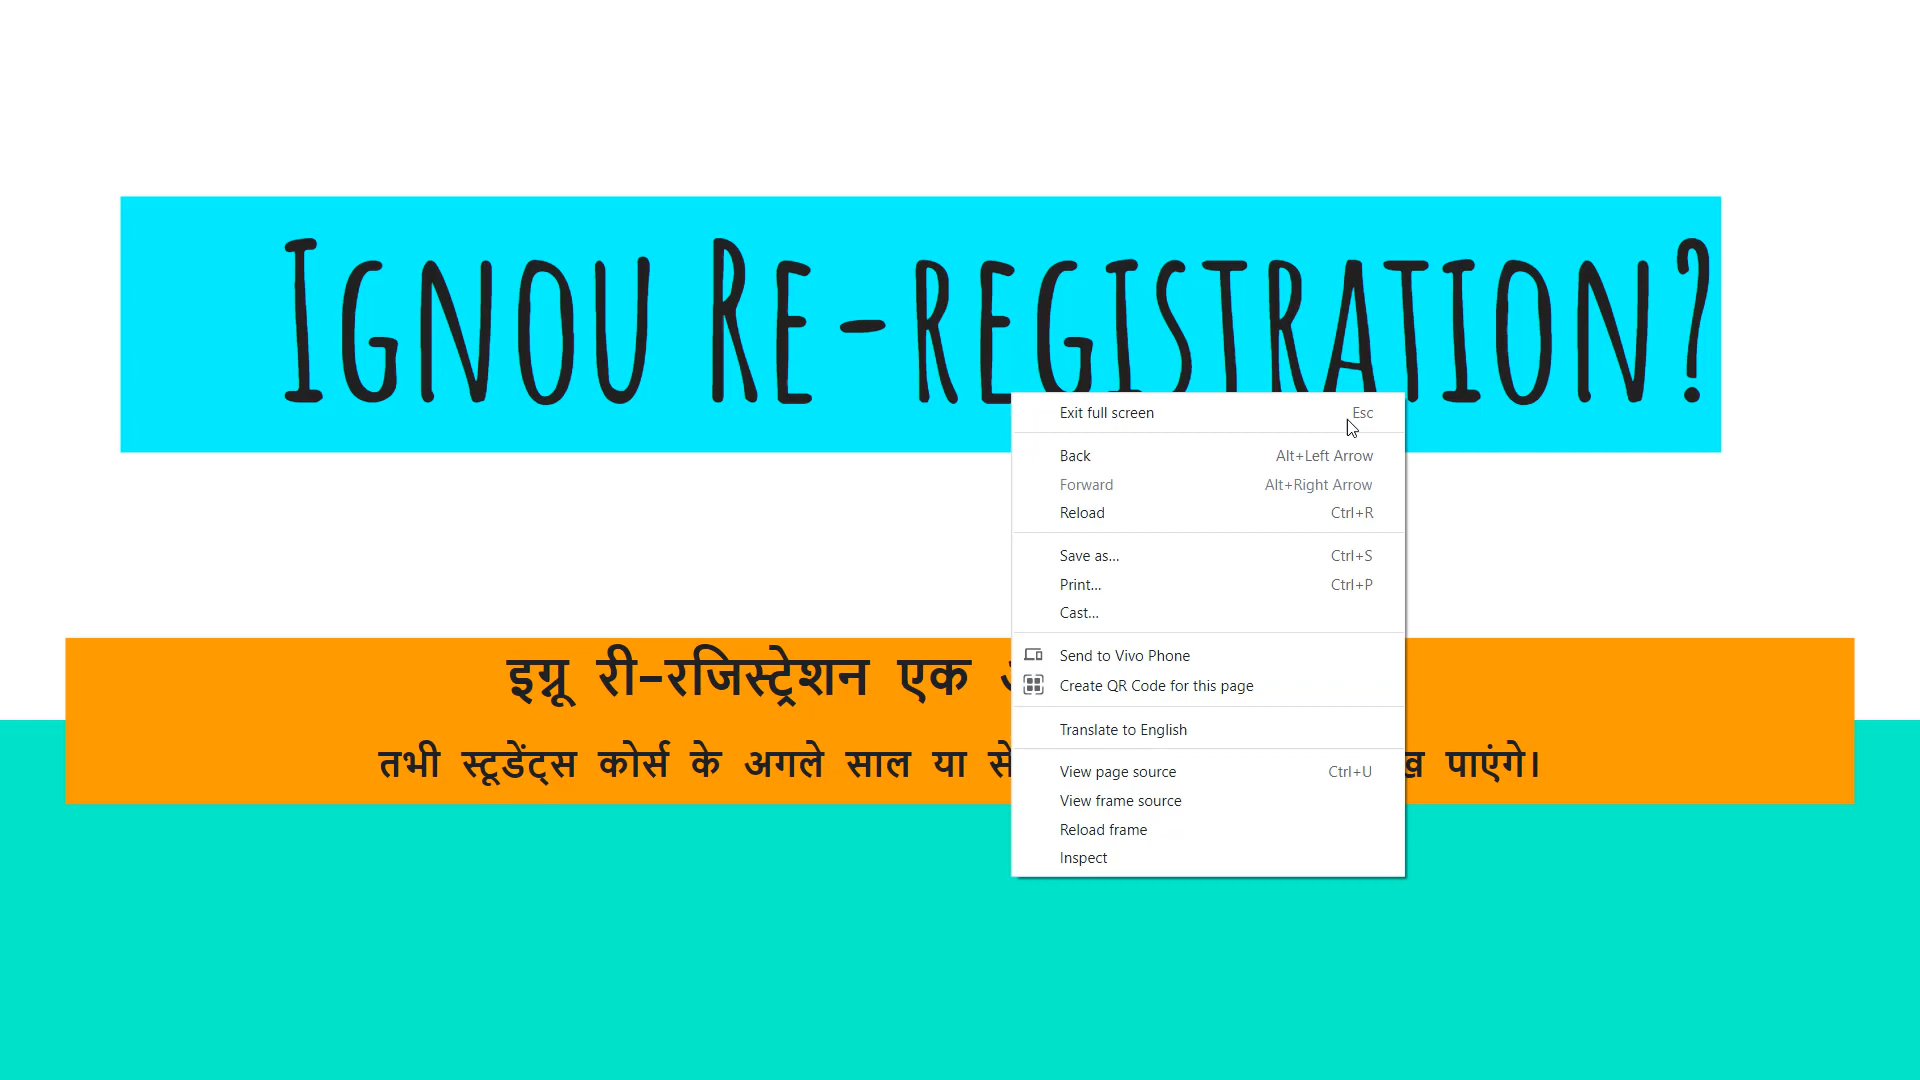 Ignou Re-registration?
Exit full screen Esc
Back Alt+Left Arrow
Forward Alt+Right Arrow
Reload Ctrl+R
Save as... Ctrl+S
Print... Ctrl+P
Cast...
Send to Vivo Phone
Create QR Code for this page
Translate to English
View page source Ctrl+U
View frame source
Reload frame
Inspect
इग्नू री-रजिस्ट्रेशन एक
तभी स्टूडेंट्स कोर्स के अगले साल या पाएंगे।